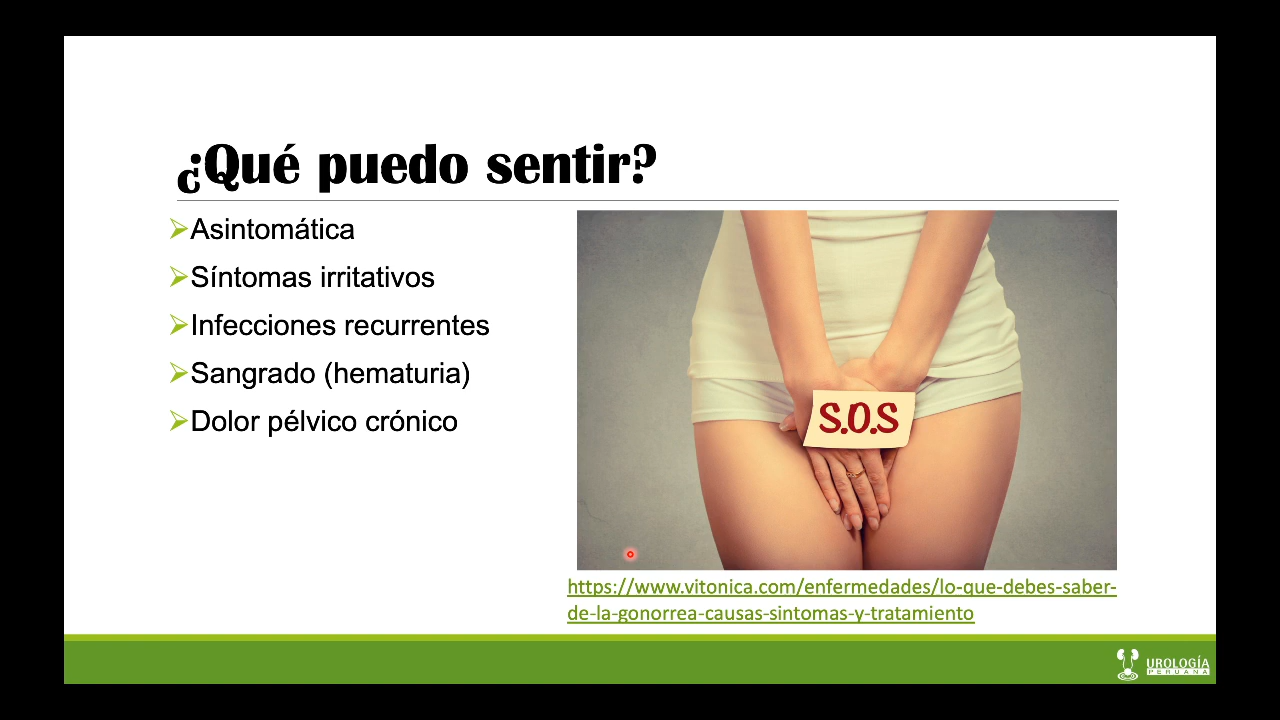 ¿Qué puedo sentir?
Asintomática
Síntomas irritativos
Infecciones recurrentes
Sangrado (hematuria)
Dolor pélvico crónico
S.O.S
https://www.vitonica.com/enfermedades/lo-que-debes-saber-
de-la-gonorrea-causas-sintomas-y-tratamiento
UROLOGÍA
PERUANA